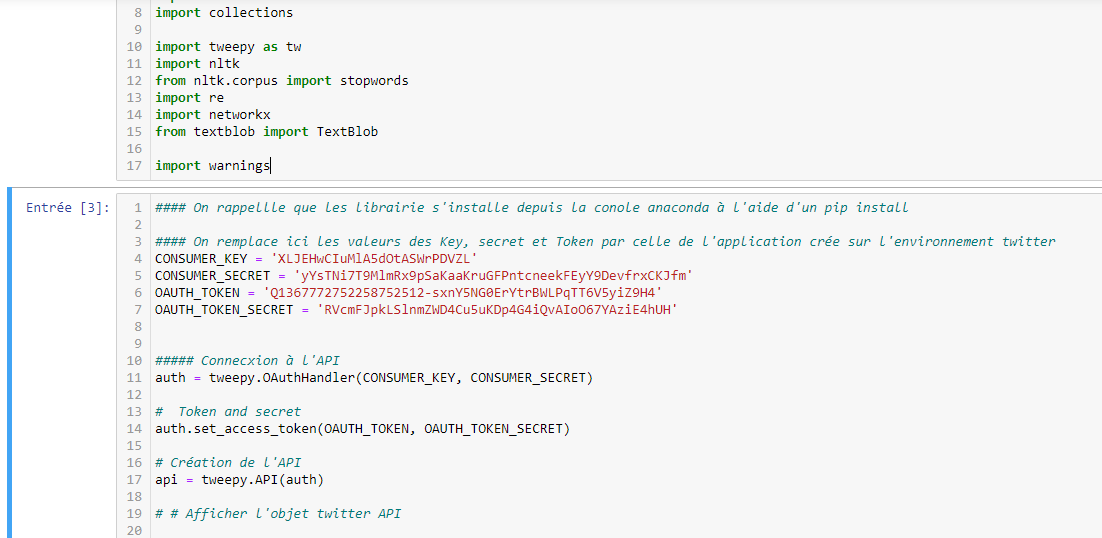 8 import collections
9
10 import tweepy as tw
11 import nltk
12 from nltk.corpus import stopwords
13 import re
14 import networkx
15 from textblob import TextBlob
16
17 import warnings
Entrée [3]:
1 #### On rappellle que les librairie s'installe depuis la conole anaconda à l'aide d'un pip install
2
3 #### On remplace ici les valeurs des Key, secret et Token par celle de l'application crée sur l'environnement twitter
4 CONSUMER_KEY = 'XLJEHwCIuMlA5dOtASWrPDVZL'
5 CONSUMER_SECRET = 'yYsTNi7T9MlmRx9pSaKaaKruGFPntcneekFEyY9DevfrxCKJfm'
6 OAUTH_TOKEN = 'Q1367772752258752512-sxnY5NG0ErYtrBWLPqTT6V5yiZ9H4'
7 OAUTH_TOKEN_SECRET = 'RVcmFJpkLSlnmZWD4Cu5uKDp4G4iQvAIoO67YAziE4hUH'
8
9
10 ##### Connecxion à l'API
11 auth = tweepy.OAuthHandler(CONSUMER_KEY, CONSUMER_SECRET)
12
13 #  Token and secret
14 auth.set_access_token(OAUTH_TOKEN, OAUTH_TOKEN_SECRET)
15
16 # Création de l'API
17 api = tweepy.API(auth)
18
19 # # Afficher l'objet twitter API
20